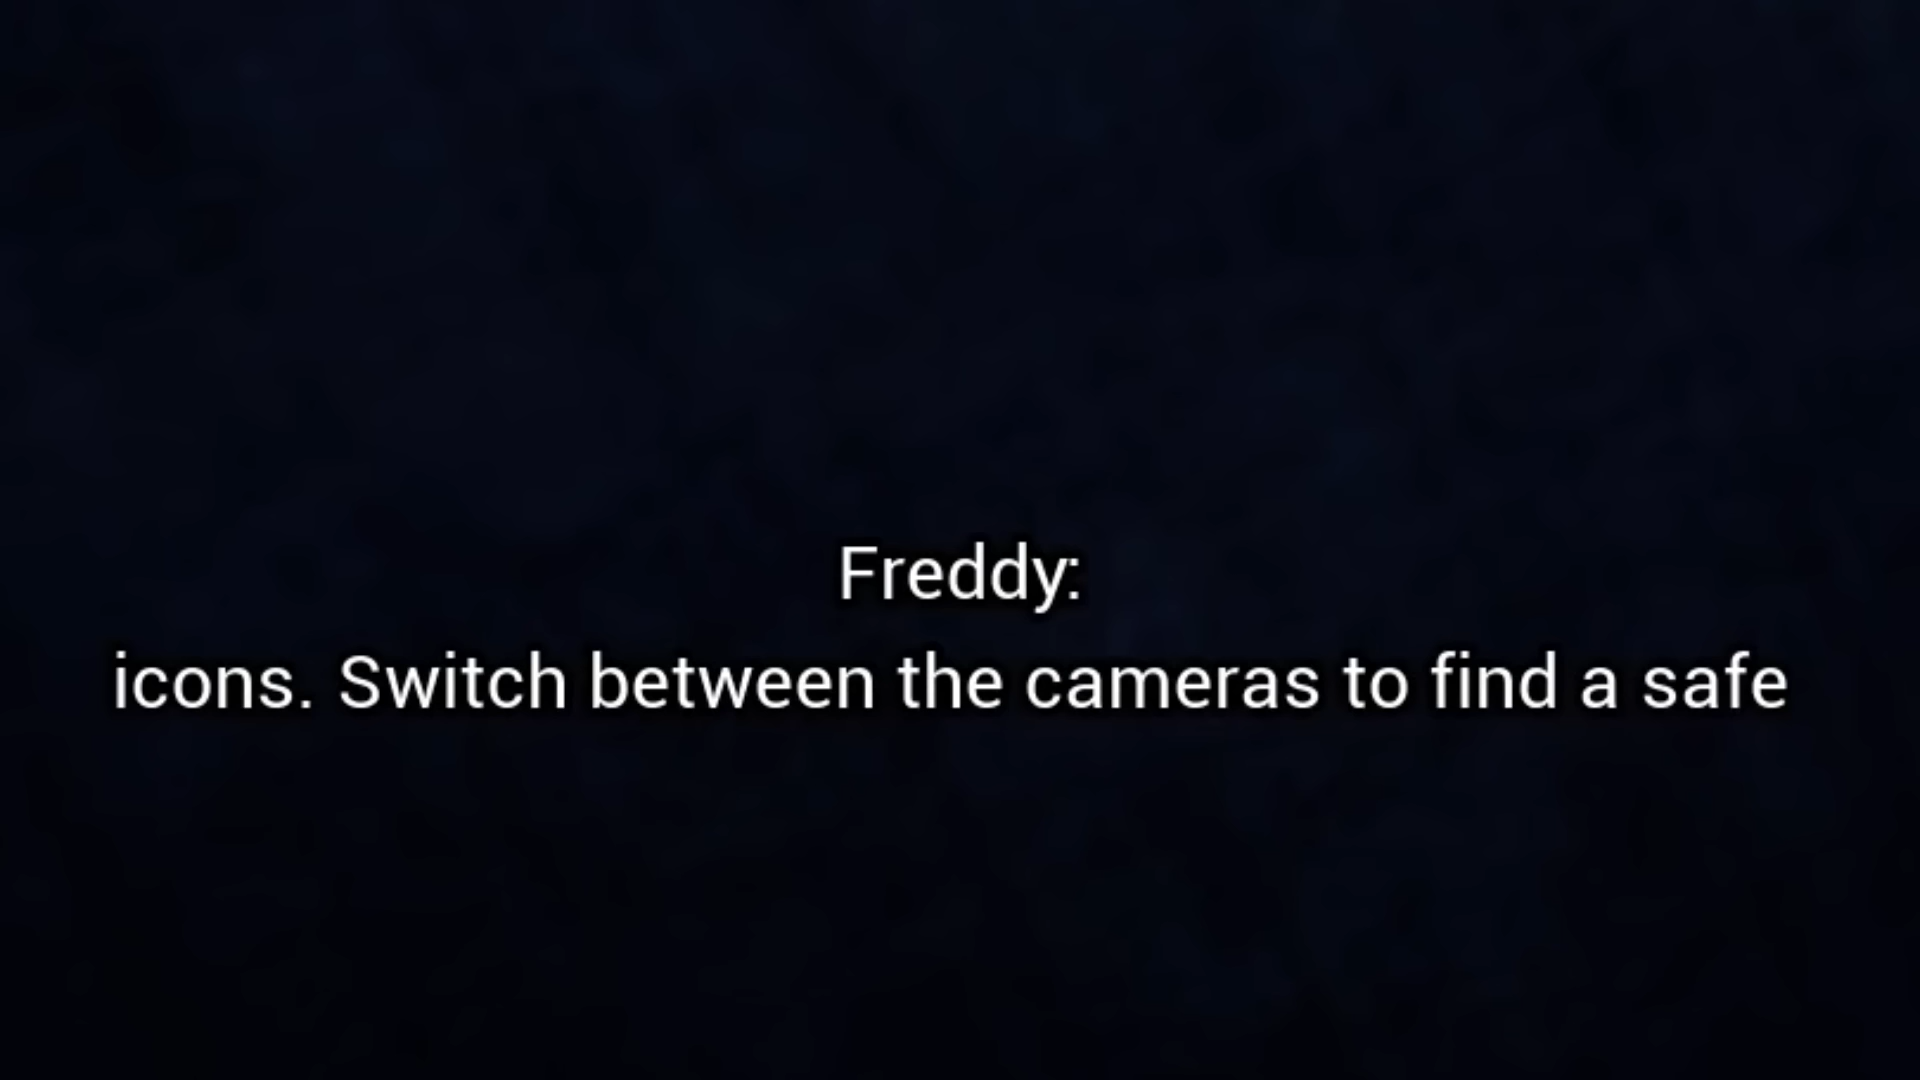 Freddy:
icons. Switch between the cameras to find a safe